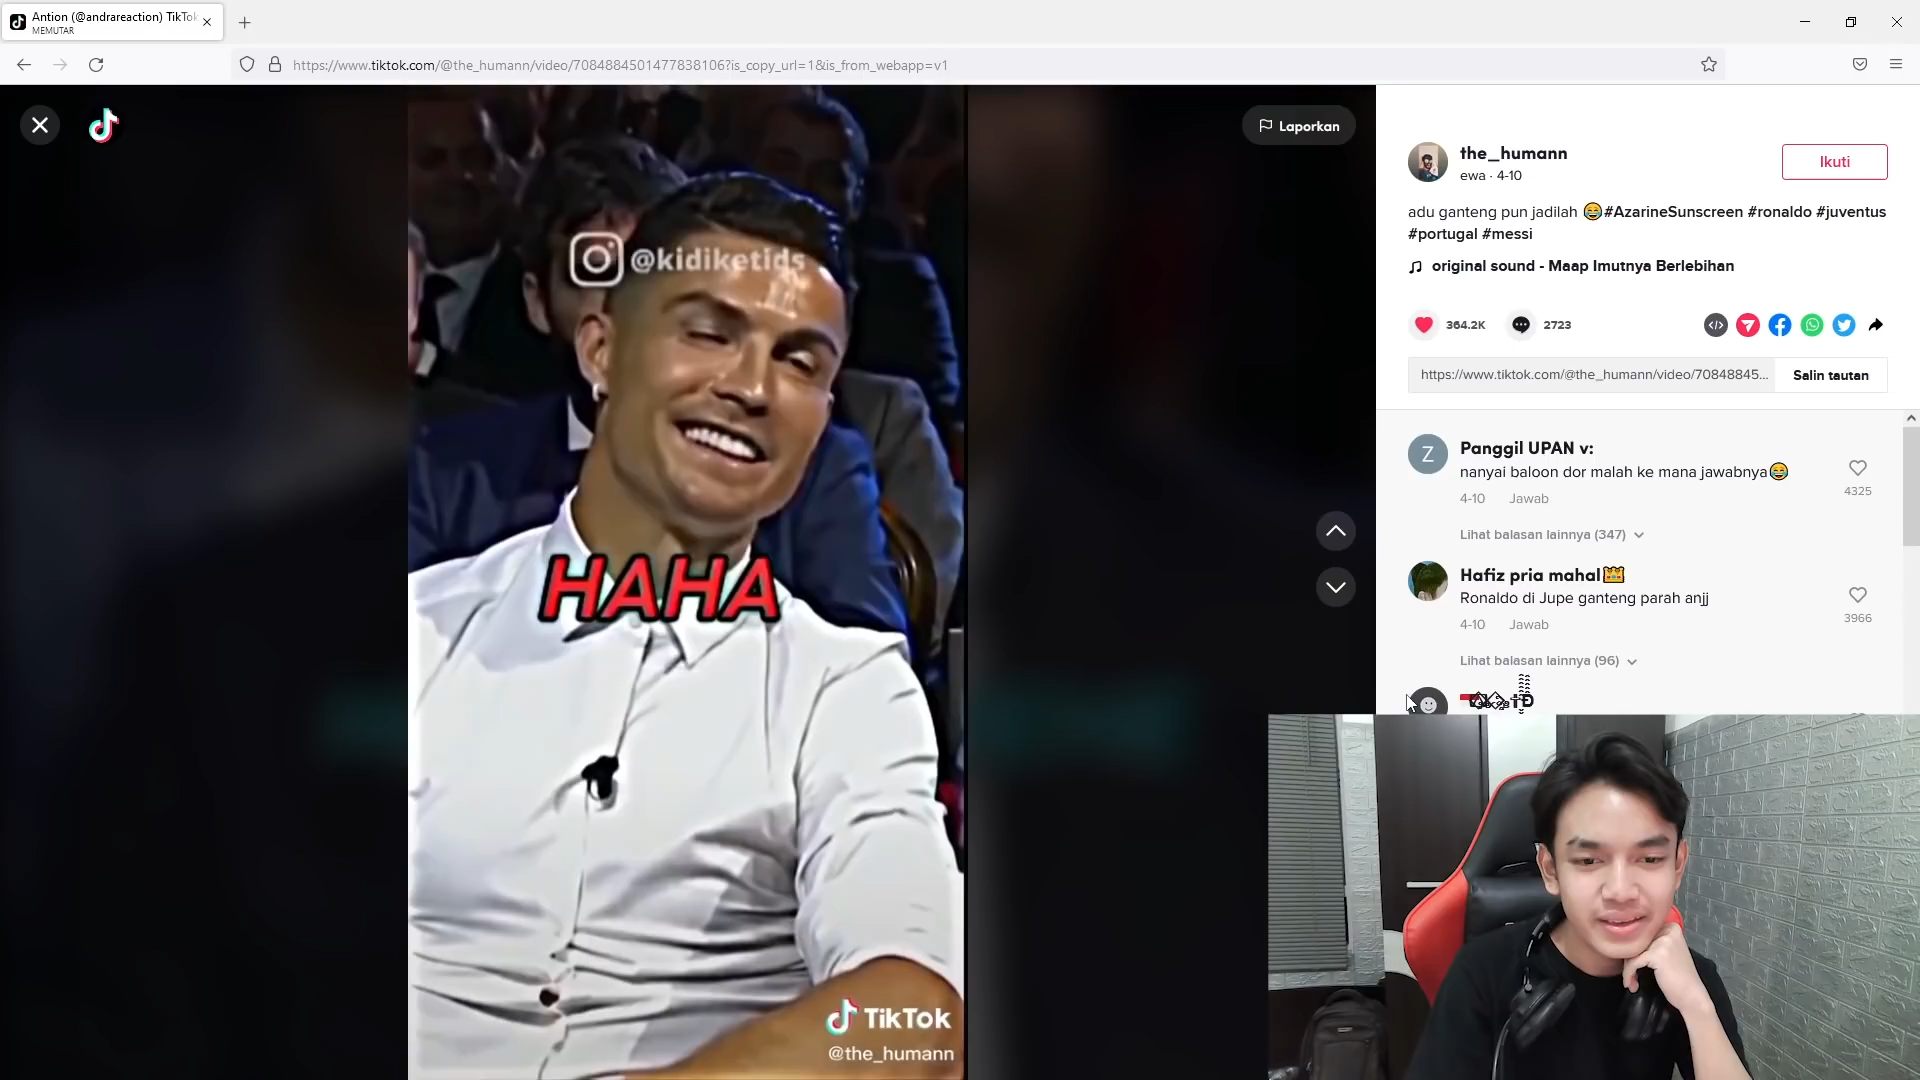 Antion (@andrareaction) TikTok
MEMUTAR
https://www.tiktok.com/@the_humann/video/7084884501477838106?is_copy_url=1&is_from_webapp=v1
Laporkan
@kidiketids
HAHA
TikTok
@the_humann
the_humann
ewa · 4-10
Ikuti
adu ganteng pun jadilah 😂#AzarineSunscreen #ronaldo #juventus
#portugal #messi
original sound - Maap Imutnya Berlebihan
364.2K
2723
https://www.tiktok.com/@the_humann/video/70848845...
Salin tautan
Z
Panggil UPAN v:
nanyai baloon dor malah ke mana jawabnya😂
4325
4-10 Jawab
Lihat balasan lainnya (347)
Hafiz pria mahal👑
Ronaldo di Jupe ganteng parah anjj
3966
4-10 Jawab
Lihat balasan lainnya (96)